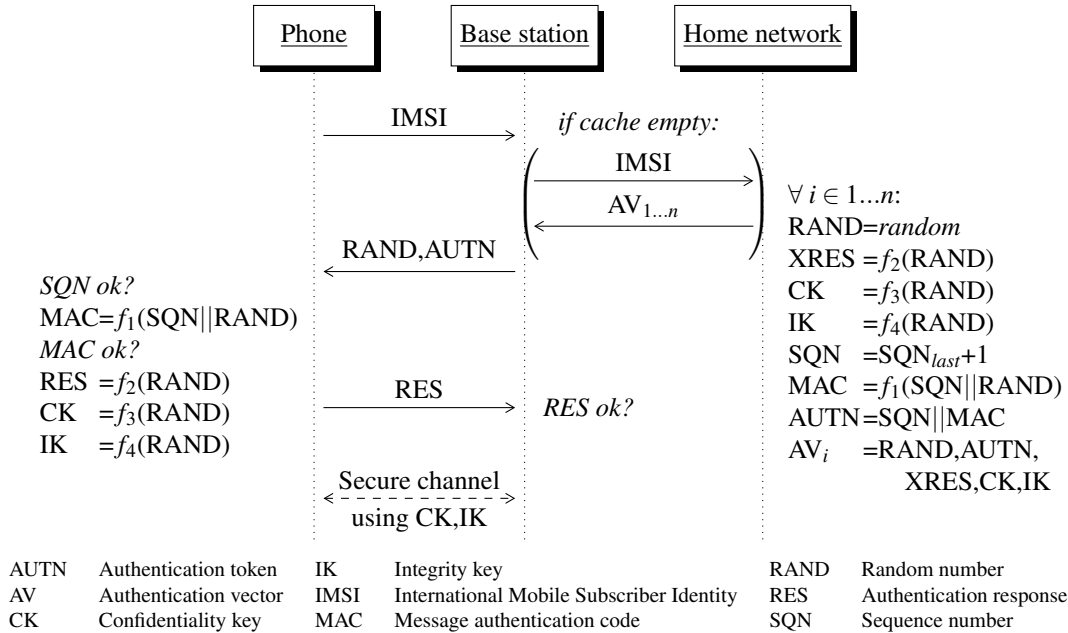 Phone Base station Home network
IMSI
if cache empty:
IMSI
AV1...n
RAND,AUTN
SQN ok?
MAC=f1(SQN||RAND)
MAC ok?
RES =f2(RAND)
CK =f3(RAND)
IK =f4(RAND)
RES
RES ok?
Secure channel
using CK,IK
∀ i ∈ 1...n:
RAND=random
XRES =f2(RAND)
CK =f3(RAND)
IK =f4(RAND)
SQN =SQNlast+1
MAC =f1(SQN||RAND)
AUTN=SQN||MAC
AVi =RAND,AUTN,
XRES,CK,IK
AUTN Authentication token IK Integrity key RAND Random number
AV Authentication vector IMSI International Mobile Subscriber Identity RES Authentication response
CK Confidentiality key MAC Message authentication code SQN Sequence number